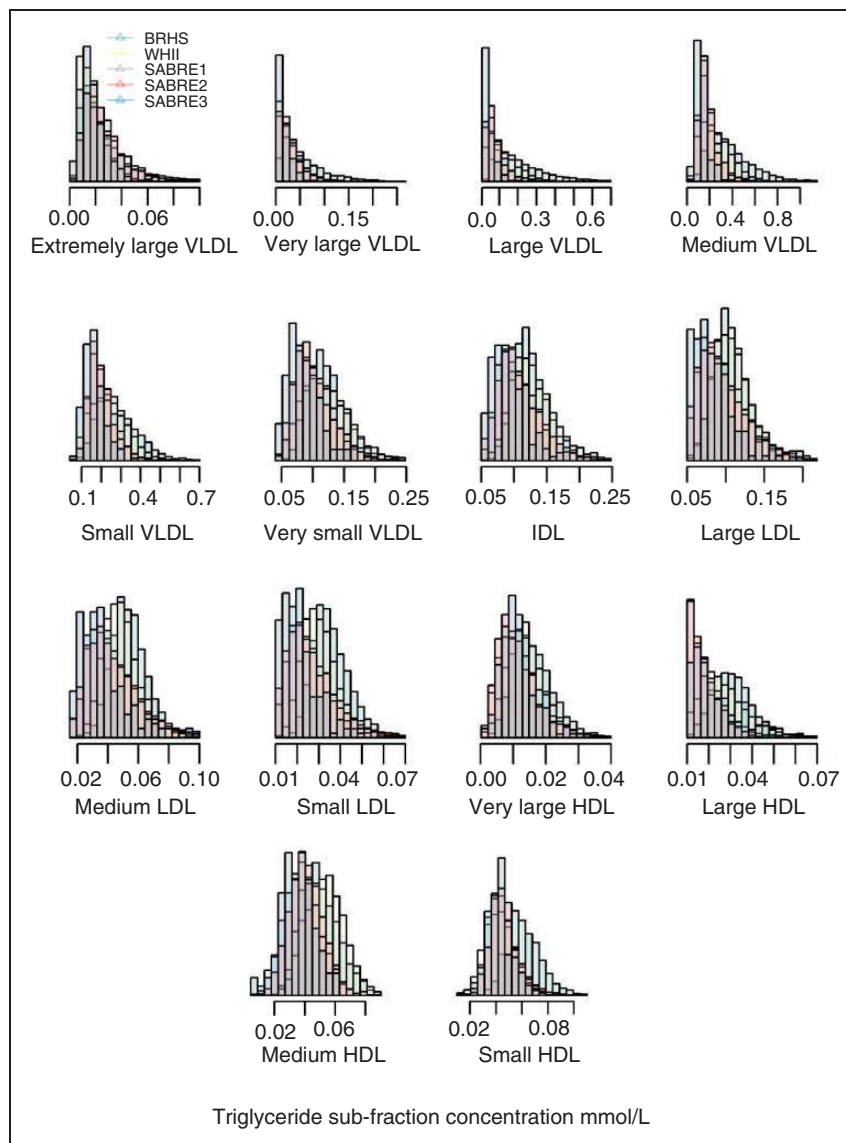 BRHS
WHII
SABRE1
SABRE2
SABRE3
0.00 0.06
Extremely large VLDL
0.00 0.15
Very large VLDL
0.0 0.3 0.6
Large VLDL
0.0 0.4 0.8
Medium VLDL
0.1 0.4 0.7
Small VLDL
0.05 0.15 0.25
Very small VLDL
0.05 0.15 0.25
IDL
0.05 0.15
Large LDL
0.02 0.06 0.10
Medium LDL
0.01 0.04 0.07
Small LDL
0.00 0.02 0.04
Very large HDL
0.01 0.04 0.07
Large HDL
0.02 0.06
Medium HDL
0.02 0.08
Small HDL
Triglyceride sub-fraction concentration mmol/L